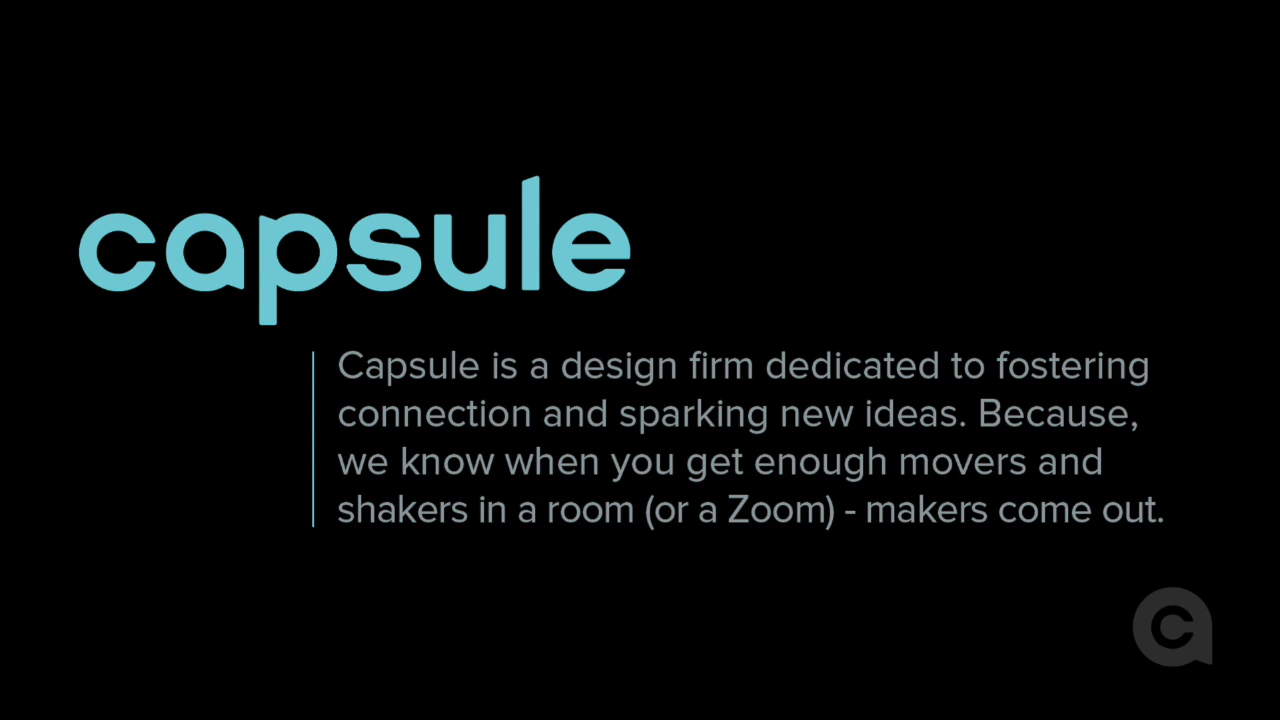 capsule
Capsule is a design firm dedicated to fostering
connection and sparking new ideas. Because,
we know when you get enough movers and
shakers in a room (or a Zoom) - makers come out.
c